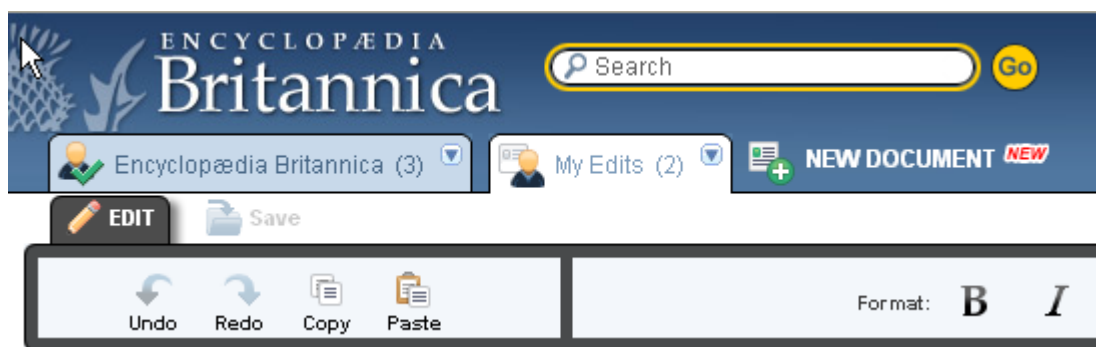 ENCYCLOPÆDIA
Britannica
Search
Go
Encyclopædia Britannica (3)
My Edits (2)
NEW DOCUMENT NEW
EDIT
Save
Undo Redo Copy Paste
Format: B I